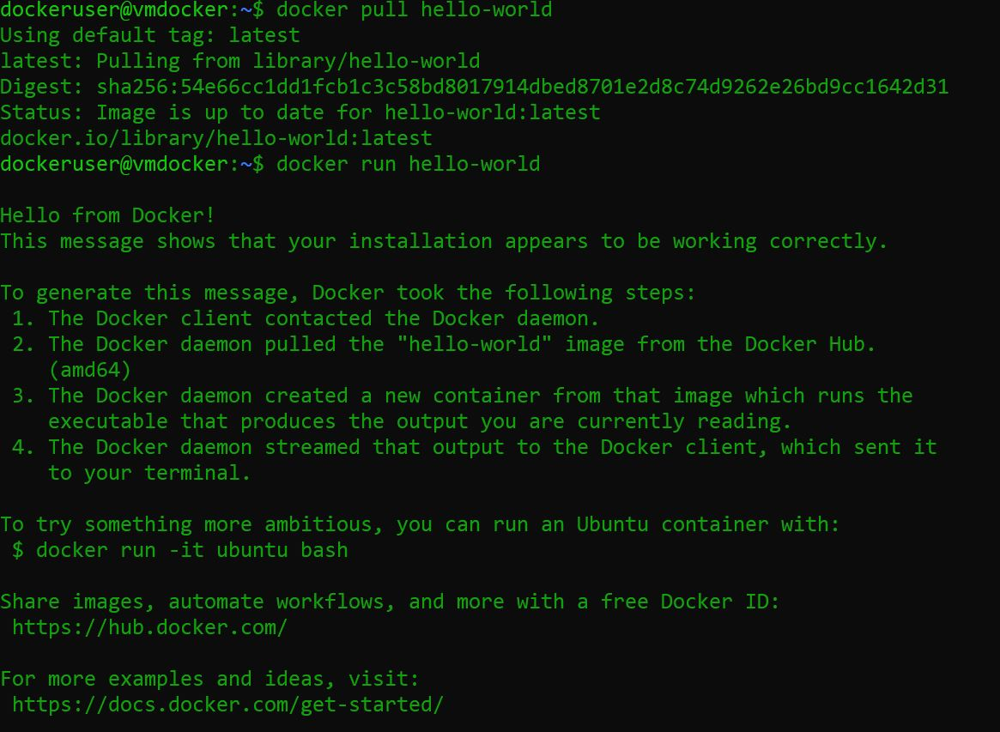 dockeruser@vmdocker:~$ docker pull hello-world
Using default tag: latest
latest: Pulling from library/hello-world
Digest: sha256:54e66cc1dd1fcb1c3c58bd8017914dbed8701e2d8c74d9262e26bd9cc1642d31
Status: Image is up to date for hello-world:latest
docker.io/library/hello-world:latest
dockeruser@vmdocker:~$ docker run hello-world

Hello from Docker!
This message shows that your installation appears to be working correctly.

To generate this message, Docker took the following steps:
 1. The Docker client contacted the Docker daemon.
 2. The Docker daemon pulled the "hello-world" image from the Docker Hub.
    (amd64)
 3. The Docker daemon created a new container from that image which runs the
    executable that produces the output you are currently reading.
 4. The Docker daemon streamed that output to the Docker client, which sent it
    to your terminal.

To try something more ambitious, you can run an Ubuntu container with:
 $ docker run -it ubuntu bash

Share images, automate workflows, and more with a free Docker ID:
 https://hub.docker.com/

For more examples and ideas, visit:
 https://docs.docker.com/get-started/